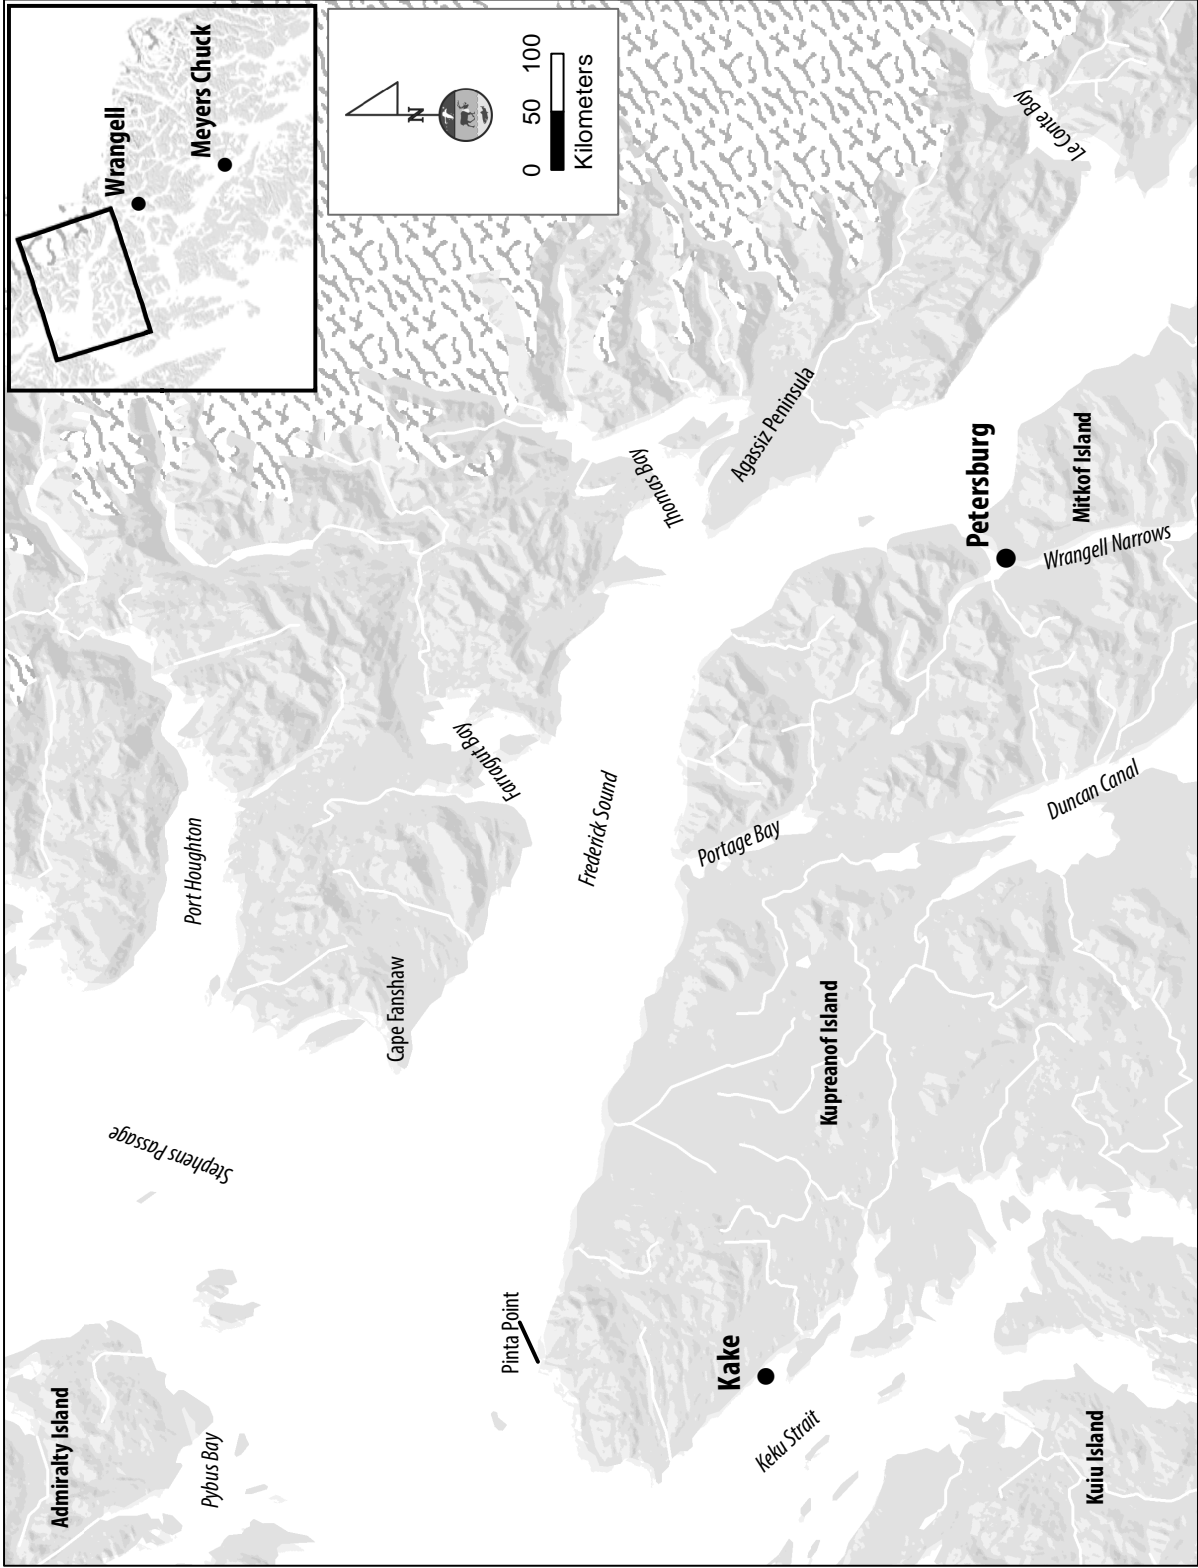 Wrangell
Meyers Chuck
N
0 50 100
Kilometers
Le Conte Bay
Thomas Bay
Agassiz Peninsula
Petersburg
Mitkof Island
Wrangell Narrows
Farragut Bay
Port Houghton
Frederick Sound
Portage Bay
Duncan Canal
Cape Fanshaw
Kupreanof Island
Stephens Passage
Pinta Point
Kake
Keku Strait
Admiralty Island
Pybus Bay
Kuiu Island